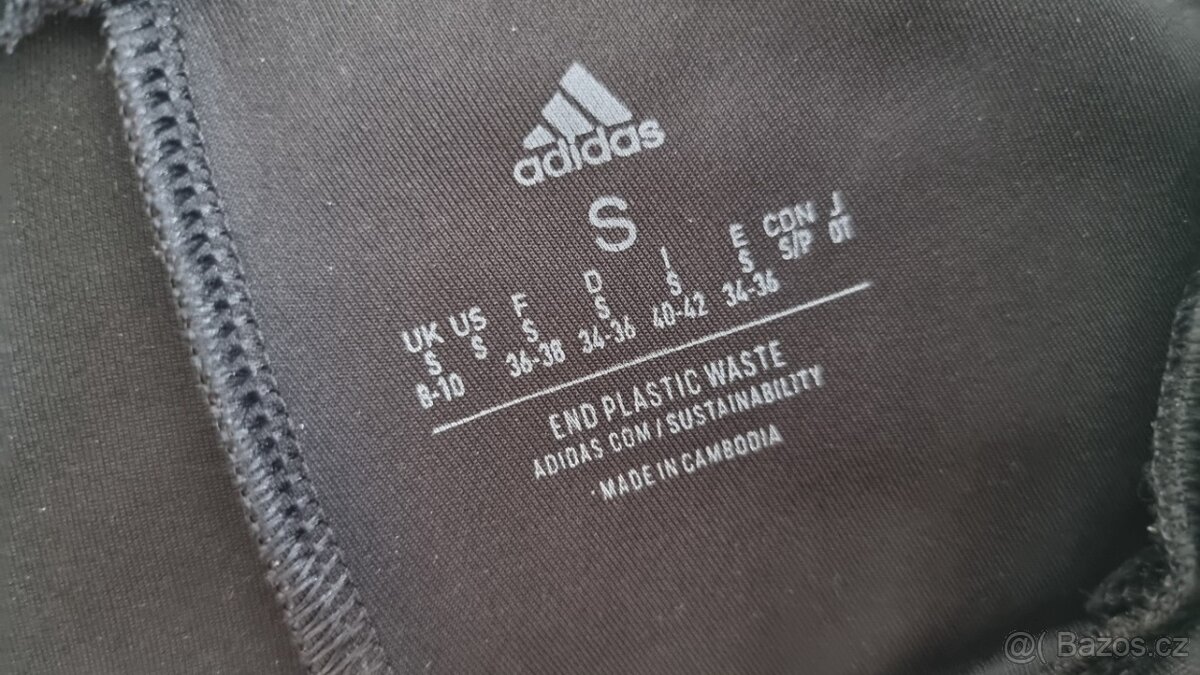 adidas
S
UK US F D I E CDN J
S S S S S S S/P OT
8-10 36-38 34-36 40-42 34-36
END PLASTIC WASTE
ADIDAS.COM/SUSTAINABILITY
MADE IN CAMBODIA
@( Bazos.cz